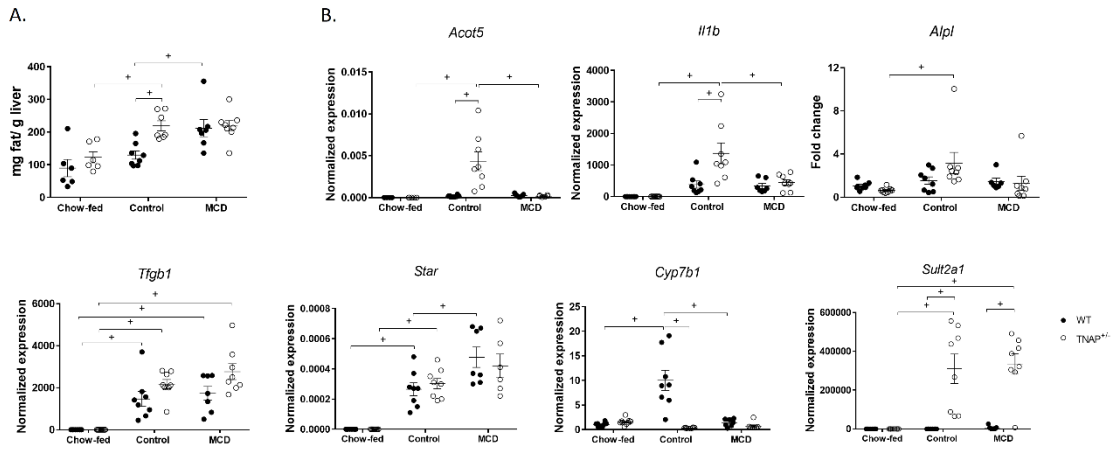 A.
B.
Acot5
Il1b
Alpl
mg fat/ g liver
400
300
200
100
0
+
+
+
Chow-fed Control MCD
Normalized expression
0.015
0.010
0.005
0.000
+
+
+
Chow-fed Control MCD
Normalized expression
4000
3000
2000
1000
500
0
+
+
+
Chow-fed Control MCD
Fold change
15
10
5
0
+
Chow-fed Control MCD
Tfgb1
Star
Cyp7b1
Sult2a1
Normalized expression
6000
4000
2000
0
+
+
+
+
Chow-fed Control MCD
Normalized expression
0.0008
0.0006
0.0004
0.0002
0.0000
+
+
+
Chow-fed Control MCD
Normalized expression
25
20
15
10
5
0
+
+
+
Chow-fed Control MCD
Normalized expression
600000
400000
200000
0
+
+
+
+
Chow-fed Control MCD
WT
TNAP+/-